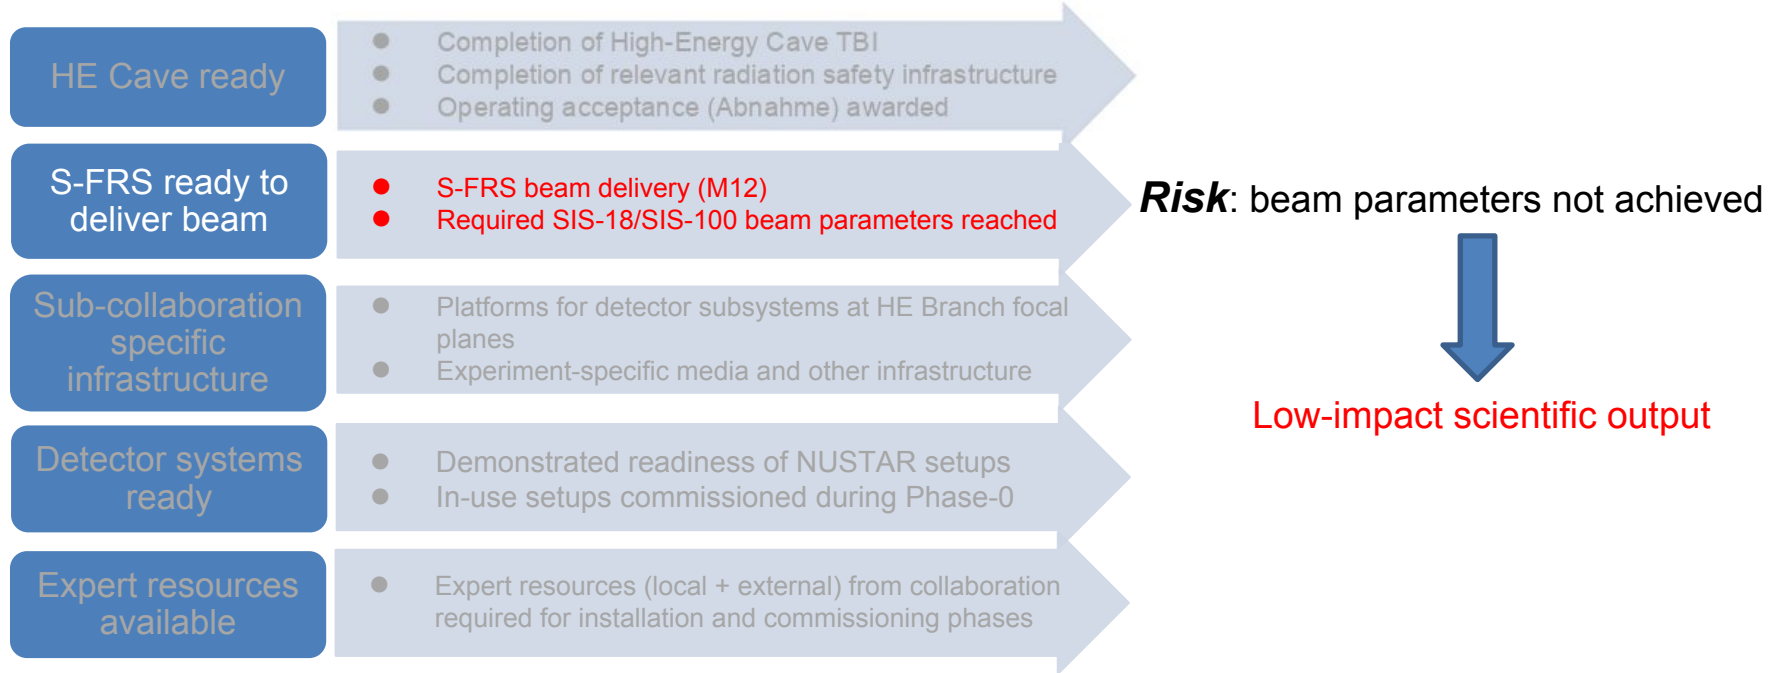 HE Cave ready
● Completion of High-Energy Cave TBI
● Completion of relevant radiation safety infrastructure
● Operating acceptance (Abnahme) awarded
S-FRS ready to
deliver beam
● S-FRS beam delivery (M12)
● Required SIS-18/SIS-100 beam parameters reached
Risk: beam parameters not achieved
Low-impact scientific output
Sub-collaboration
specific
infrastructure
● Platforms for detector subsystems at HE Branch focal
planes
● Experiment-specific media and other infrastructure
Detector systems
ready
● Demonstrated readiness of NUSTAR setups
● In-use setups commissioned during Phase-0
Expert resources
available
● Expert resources (local + external) from collaboration
required for installation and commissioning phases